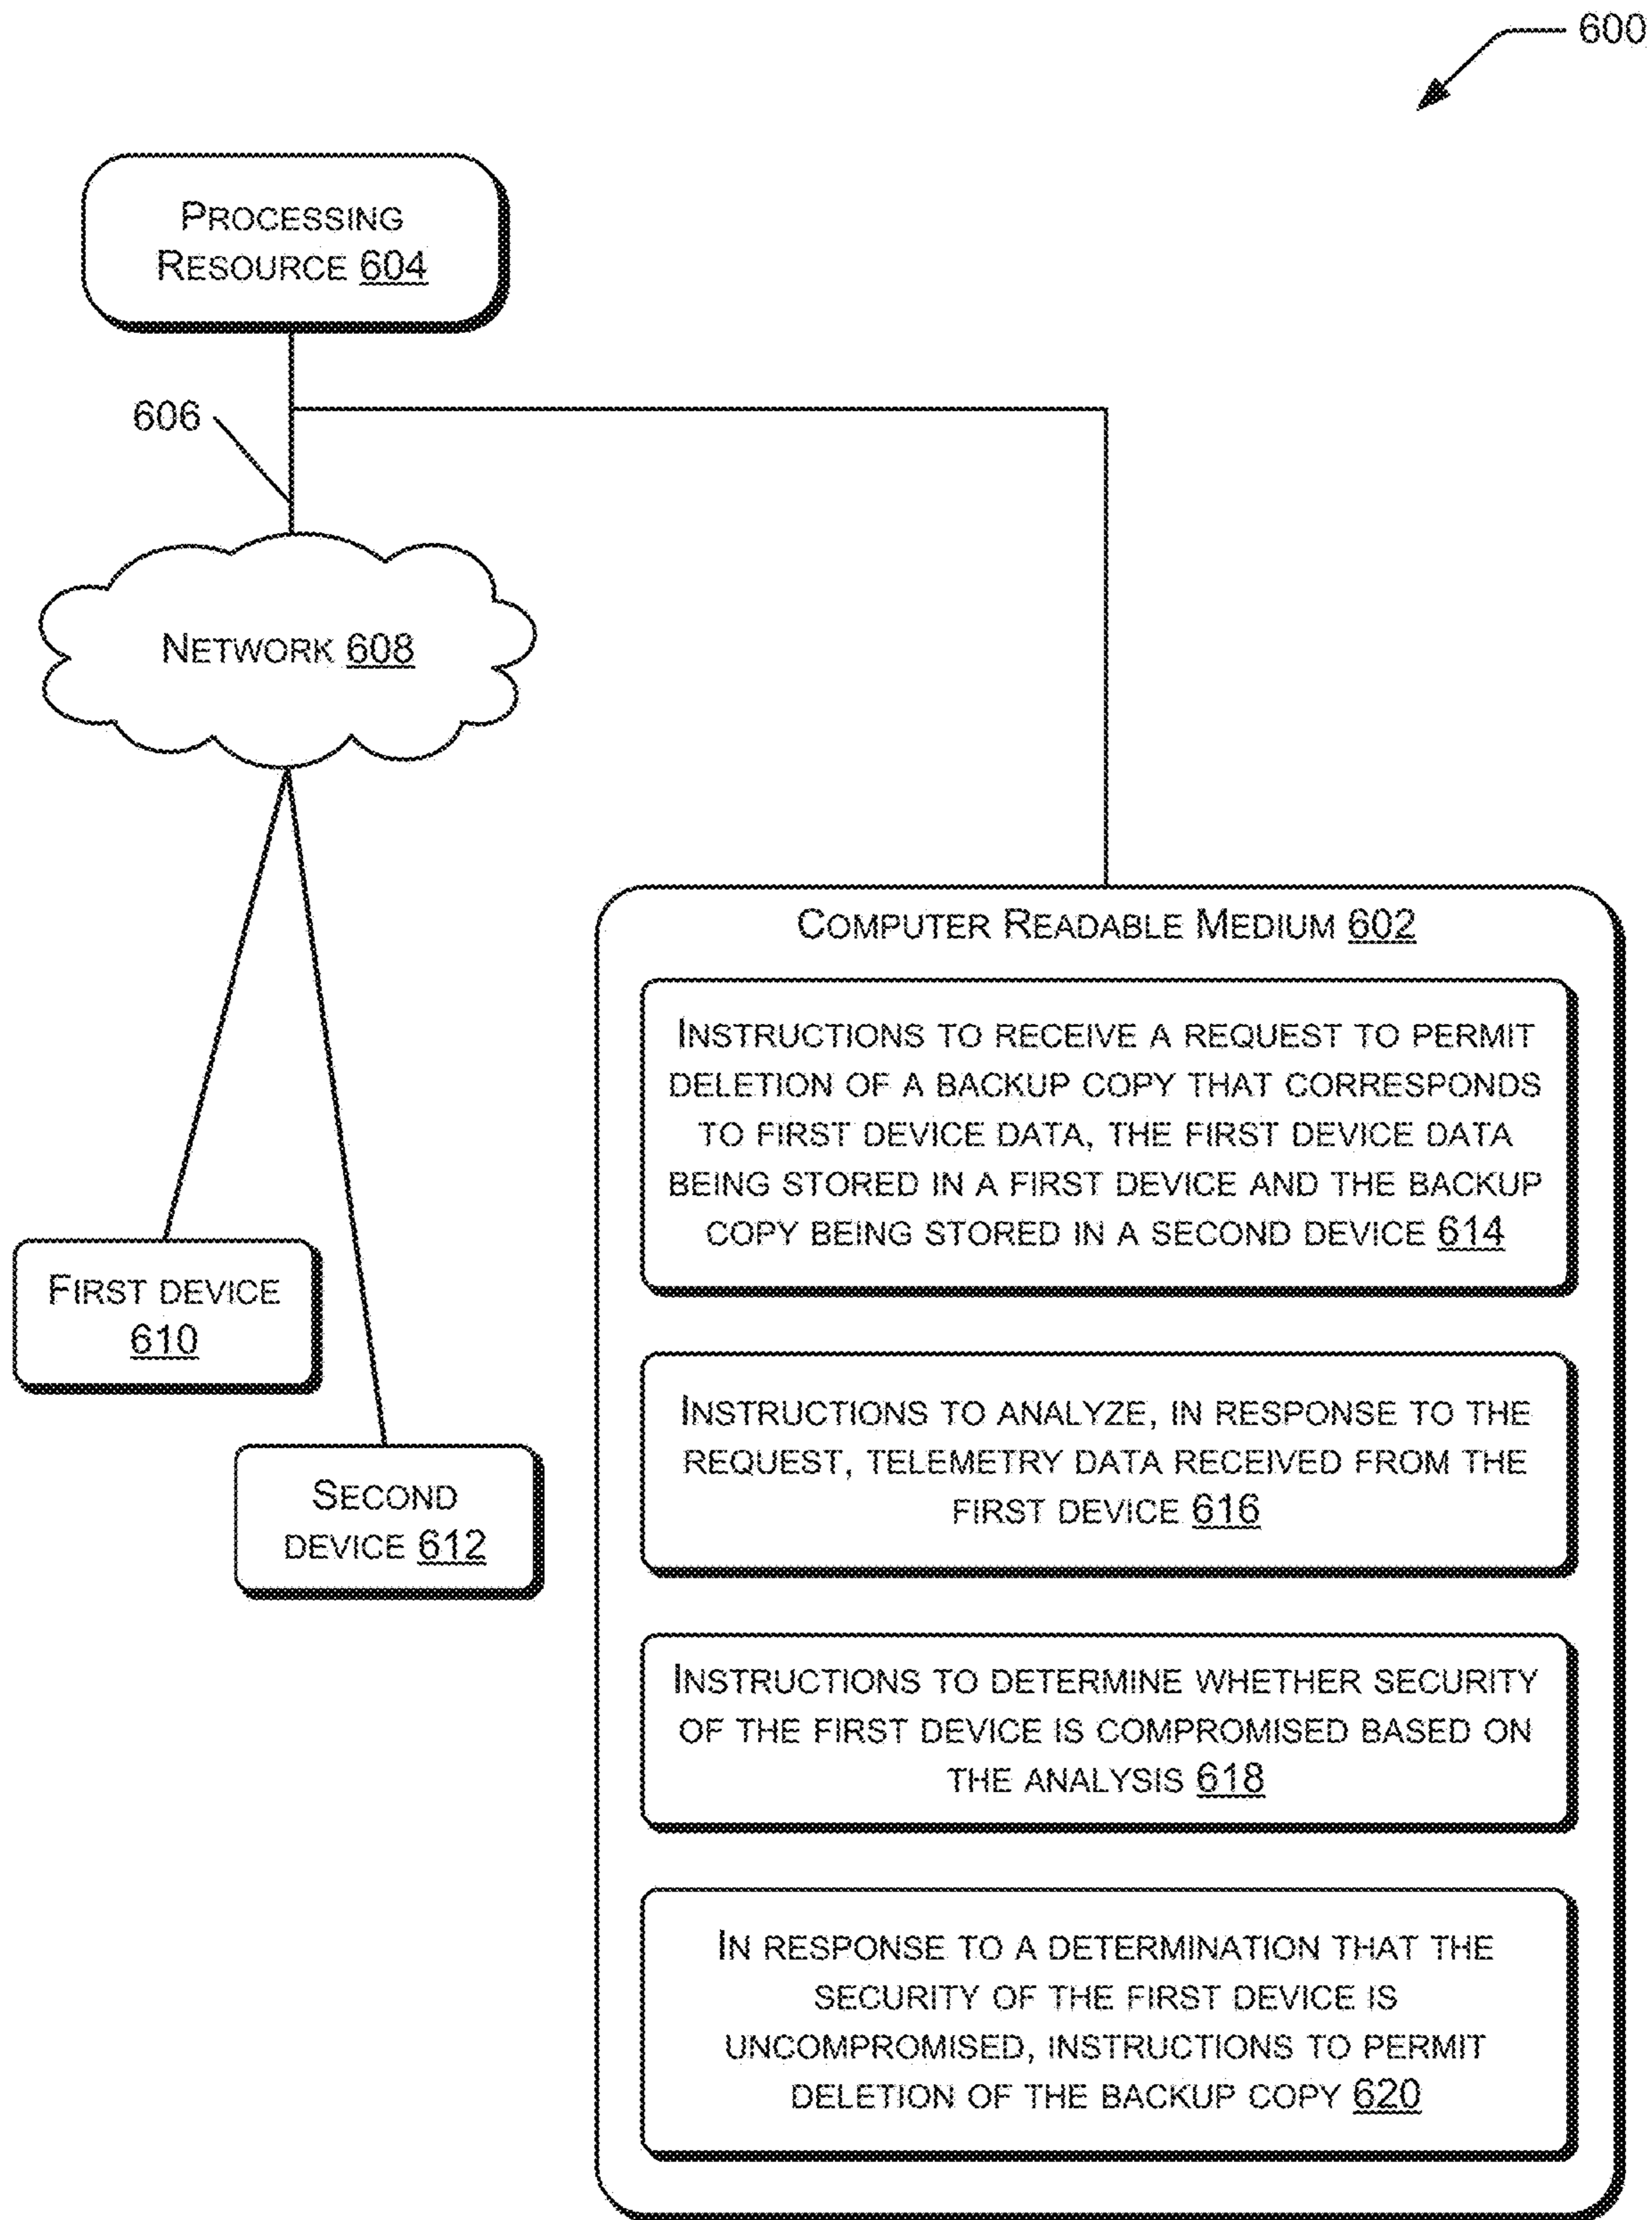 600
PROCESSING
RESOURCE 604
606
NETWORK 608
FIRST DEVICE
610
SECOND
DEVICE 612
COMPUTER READABLE MEDIUM 602
INSTRUCTIONS TO RECEIVE A REQUEST TO PERMIT
DELETION OF A BACKUP COPY THAT CORRESPONDS
TO FIRST DEVICE DATA, THE FIRST DEVICE DATA
BEING STORED IN A FIRST DEVICE AND THE BACKUP
COPY BEING STORED IN A SECOND DEVICE 614
INSTRUCTIONS TO ANALYZE, IN RESPONSE TO THE
REQUEST, TELEMETRY DATA RECEIVED FROM THE
FIRST DEVICE 616
INSTRUCTIONS TO DETERMINE WHETHER SECURITY
OF THE FIRST DEVICE IS COMPROMISED BASED ON
THE ANALYSIS 618
IN RESPONSE TO A DETERMINATION THAT THE
SECURITY OF THE FIRST DEVICE IS
UNCOMPROMISED, INSTRUCTIONS TO PERMIT
DELETION OF THE BACKUP COPY 620